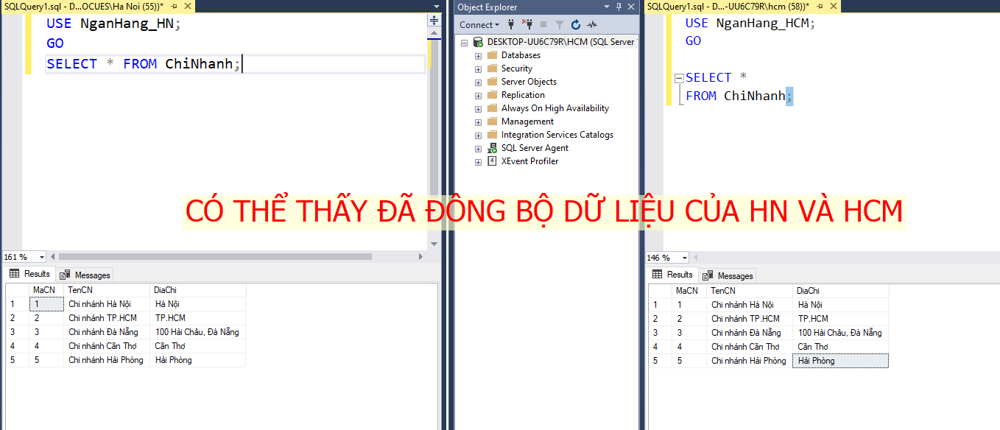 SQLQuery1.sql - D...OCUES\Ha Noi (55))*
USE NganHang_HN;
GO
SELECT * FROM ChiNhanh;
161 %
Results Messages
MaCN TenCN DiaChi
1 1 Chi nhánh Hà Nội Hà Nội
2 2 Chi nhánh TP.HCM TP.HCM
3 3 Chi nhánh Đà Nẵng 100 Hải Châu, Đà Nẵng
4 4 Chi nhánh Cần Thơ Cần Thơ
5 5 Chi nhánh Hải Phòng Hải Phòng
Object Explorer
Connect
DESKTOP-UU6C79R\HCM (SQL Server
Databases
Security
Server Objects
Replication
Always On High Availability
Management
Integration Services Catalogs
SQL Server Agent
XEvent Profiler
SQLQuery1.sql - D...-UU6C79R\hcm (58))*
USE NganHang_HCM;
GO
SELECT *
FROM ChiNhanh;
CÓ THỂ THẤY ĐÃ ĐÔNG BỘ DỮ LIỆU CỦA HN VÀ HCM
146 %
Results Messages
MaCN TenCN DiaChi
1 1 Chi nhánh Hà Nội Hà Nội
2 2 Chi nhánh TP.HCM TP.HCM
3 3 Chi nhánh Đà Nẵng 100 Hải Châu, Đà Nẵng
4 4 Chi nhánh Cần Thơ Cần Thơ
5 5 Chi nhánh Hải Phòng Hải Phòng